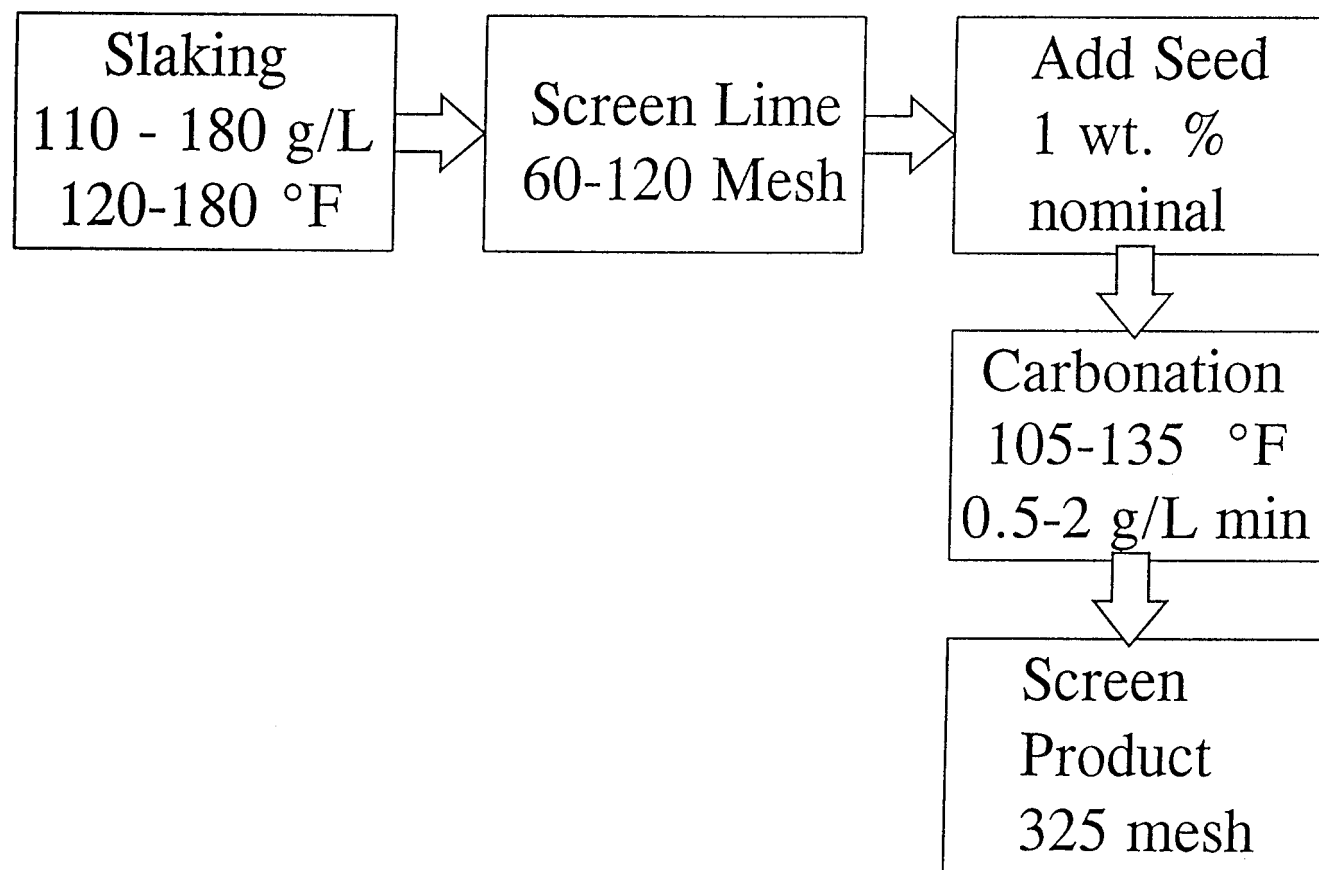 Slaking
110 - 180 g/L
120-180 °F
Screen Lime
60-120 Mesh
Add Seed
1 wt. %
nominal
Carbonation
105-135 °F
0.5-2 g/L min
Screen
Product
325 mesh